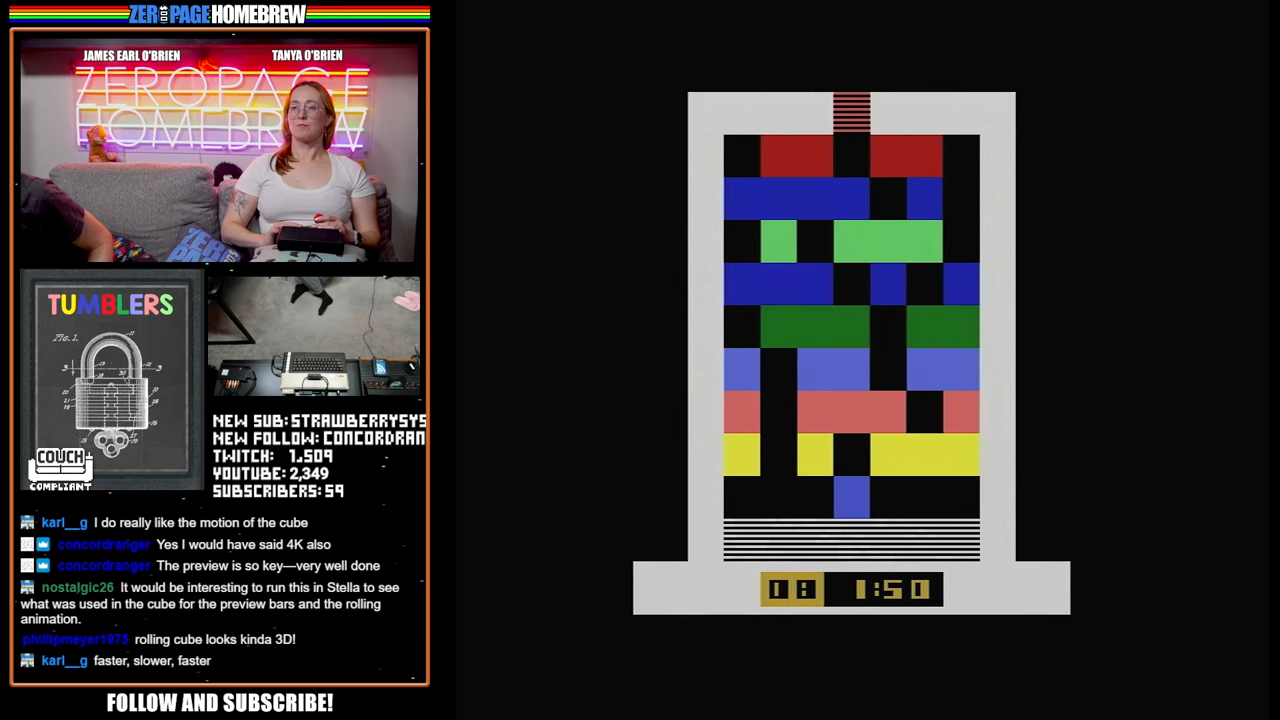 ZEROPAGE HOMEBREW
JAMES EARL O'BRIEN
TANYA O'BRIEN
ZEROPAGE
HOMEBREW
ZERO
PAGE
TUMBLERS
Fig. 1.
COUCH
COMPLIANT
NEW SUB: STRAWBERRYSYS
NEW FOLLOW: CONCORDRAN
TWITCH: 1,509
YOUTUBE: 2,349
SUBSCRIBERS: 59
karl__g I do really like the motion of the cube
concordranger Yes I would have said 4K also
concordranger The preview is so key—very well done
nostalgic26 It would be interesting to run this in Stella to see
what was used in the cube for the preview bars and the rolling
animation.
phillipmeyer1975 rolling cube looks kinda 3D!
karl__g faster, slower, faster
FOLLOW AND SUBSCRIBE!
08 1:50